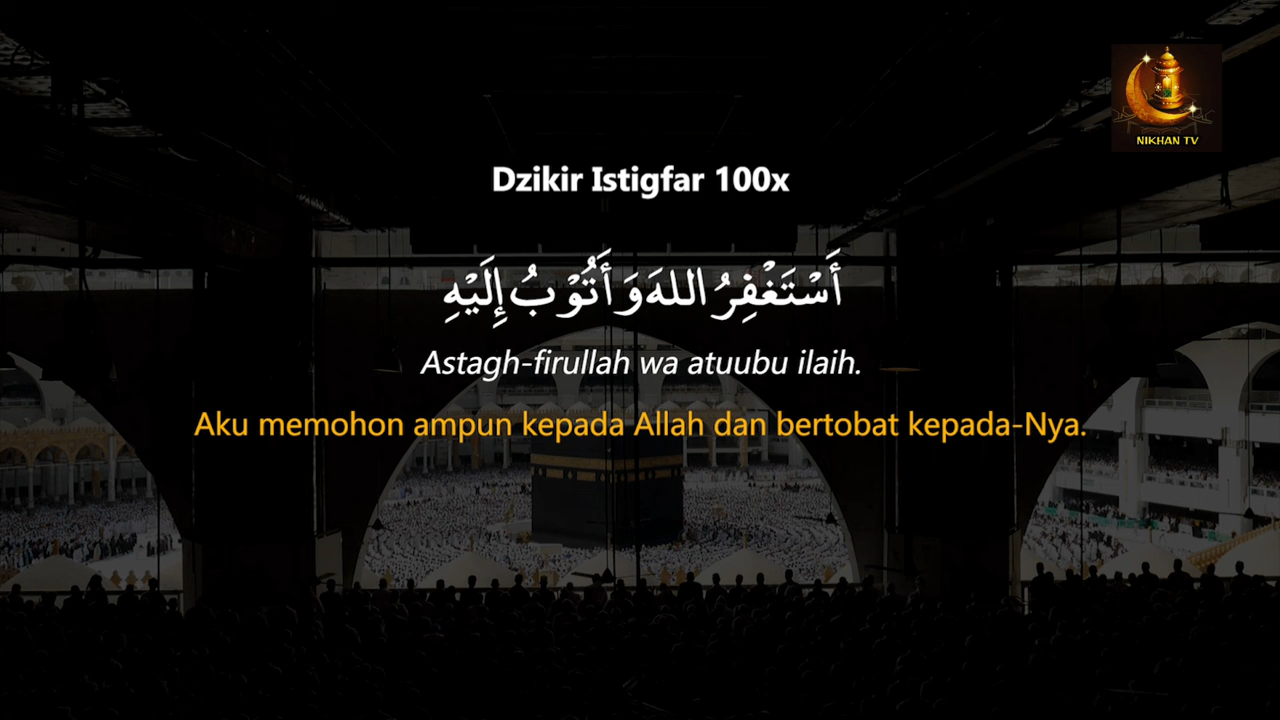 NIKHAN TV
Dzikir Istigfar 100x
أَسْتَغْفِرُ اللهَ وَ أَتُوْبُ إِلَيْهِ
Astagh-firullah wa atuubu ilaih.
Aku memohon ampun kepada Allah dan bertobat kepada-Nya.